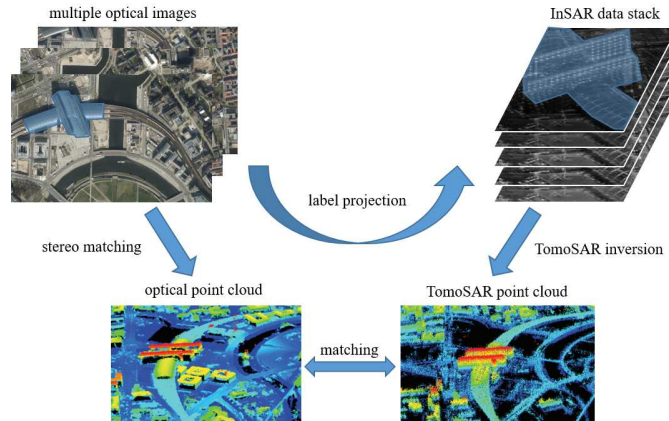 multiple optical images
InSAR data stack
label projection
stereo matching
TomoSAR inversion
optical point cloud
TomoSAR point cloud
matching